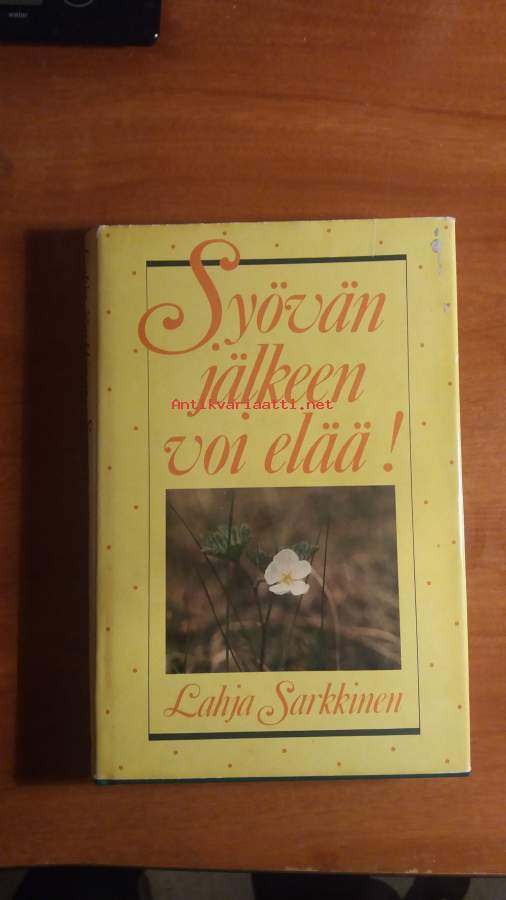 Syövän
jälkeen
Antikvariaatti.net
voi elää!
Lahja Sarkkinen